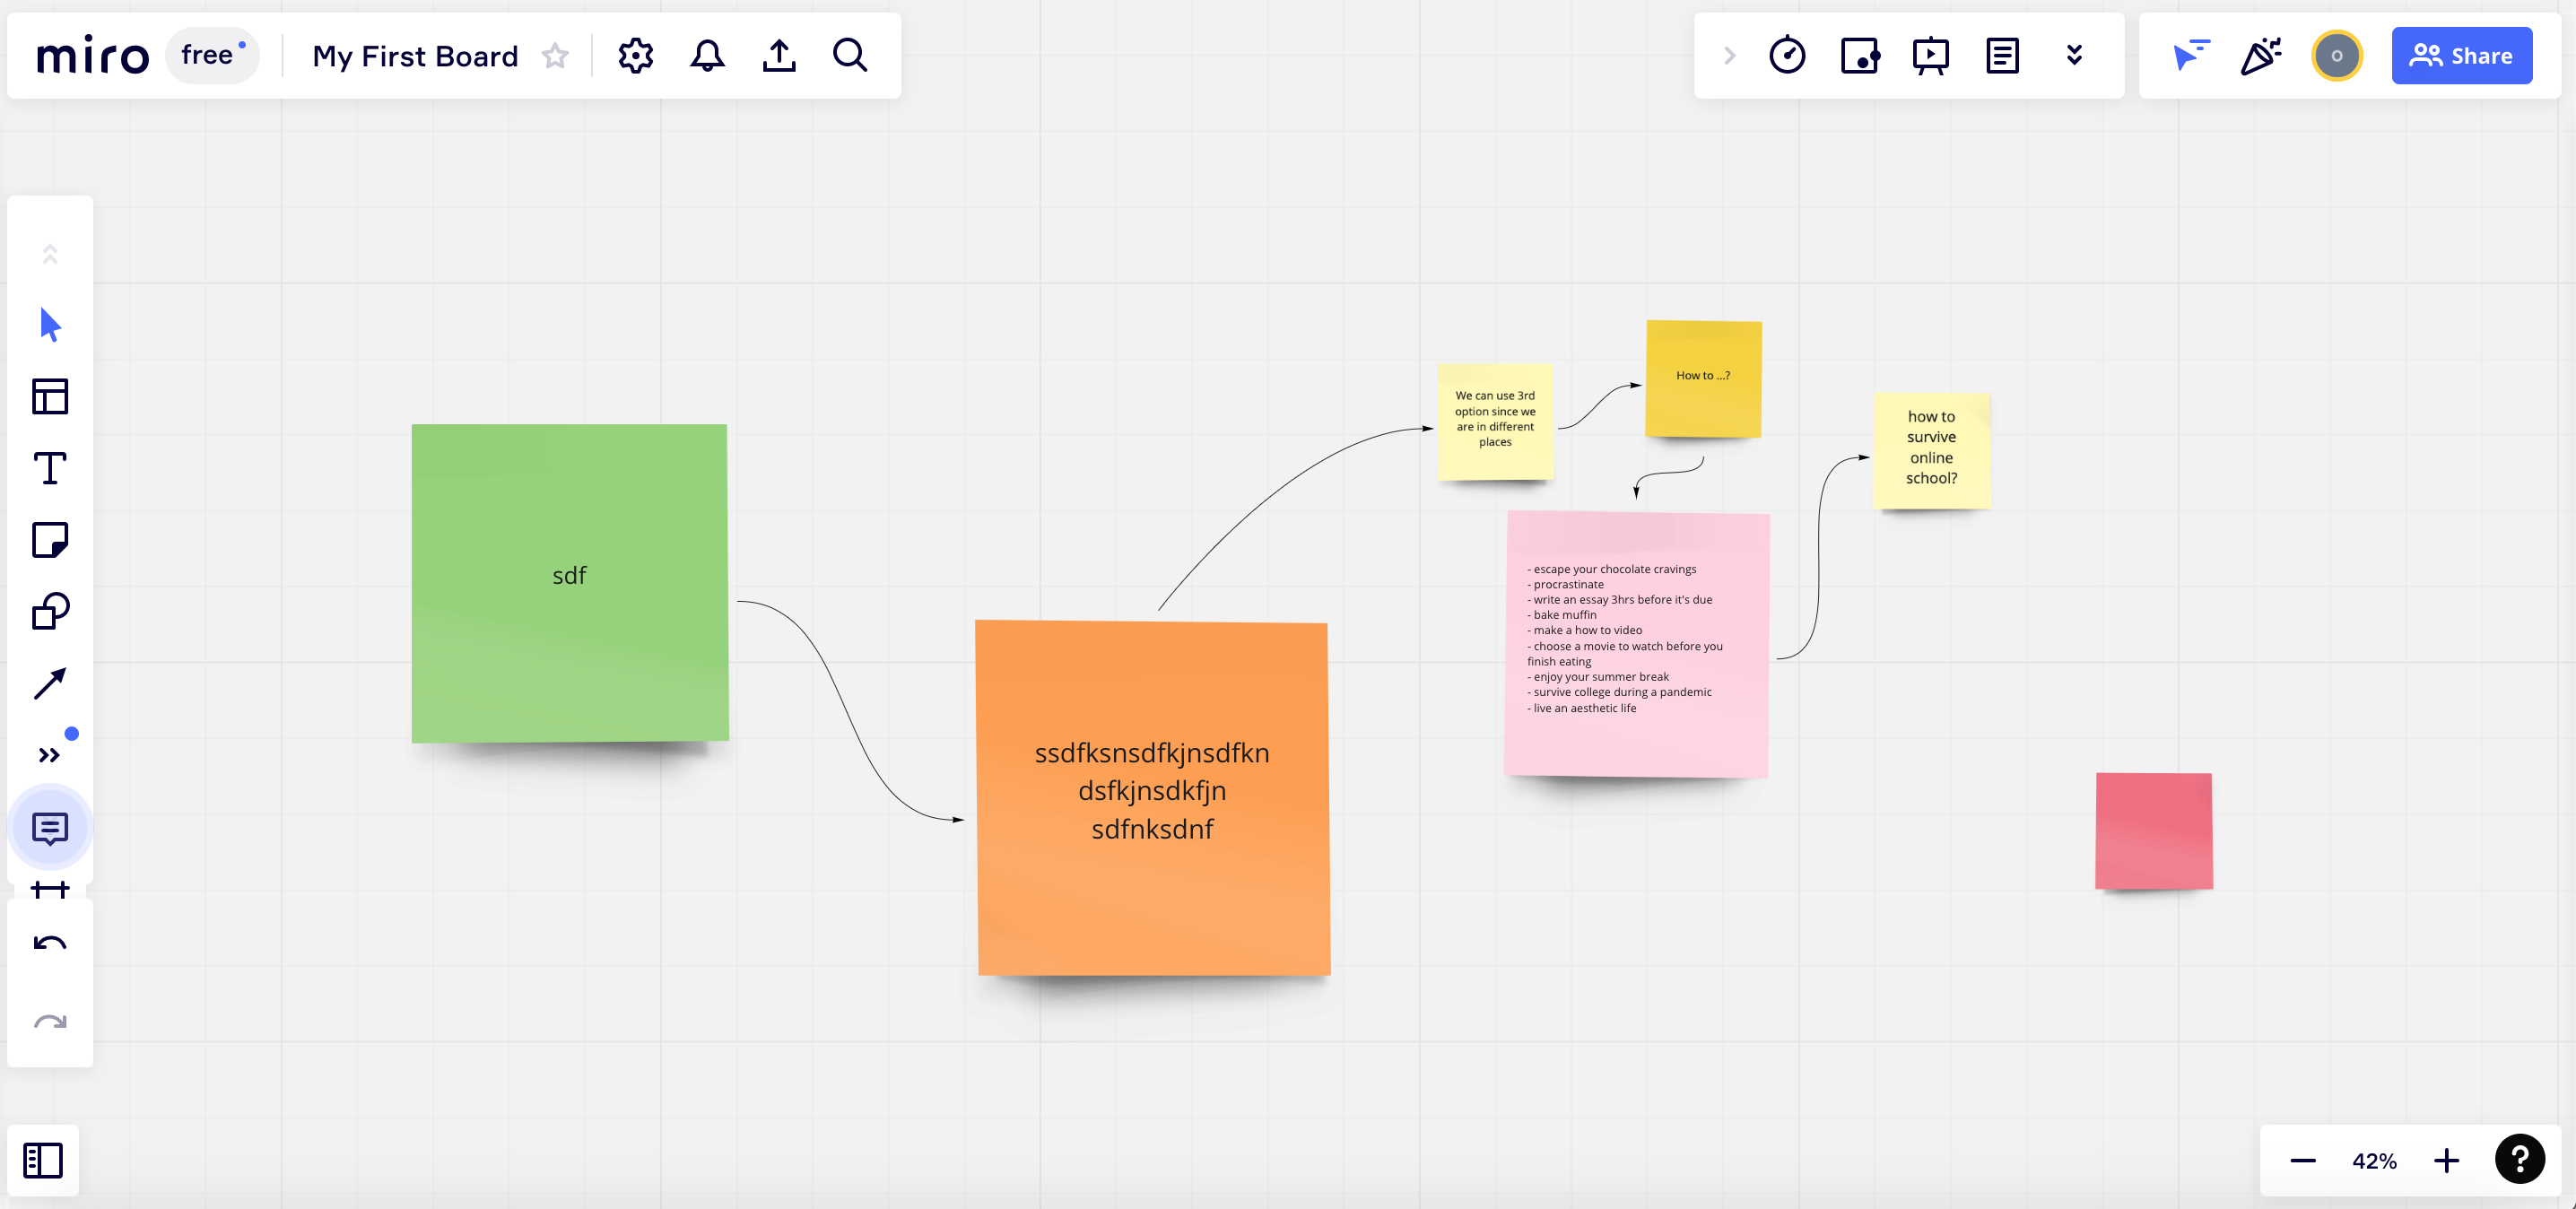 miro free My First Board
Share
sdf
ssdfksnsdfkjnsdfkn
dsfkjnsdkfjn
sdfnksdnf
We can use 3rd
option since we
are in different
places
How to ...?
- escape your chocolate cravings
- procrastinate
- write an essay 3hrs before it's due
- bake muffin
- make a how to video
- choose a movie to watch before you
finish eating
- enjoy your summer break
- survive college during a pandemic
- live an aesthetic life
how to
survive
online
school?
42%
?